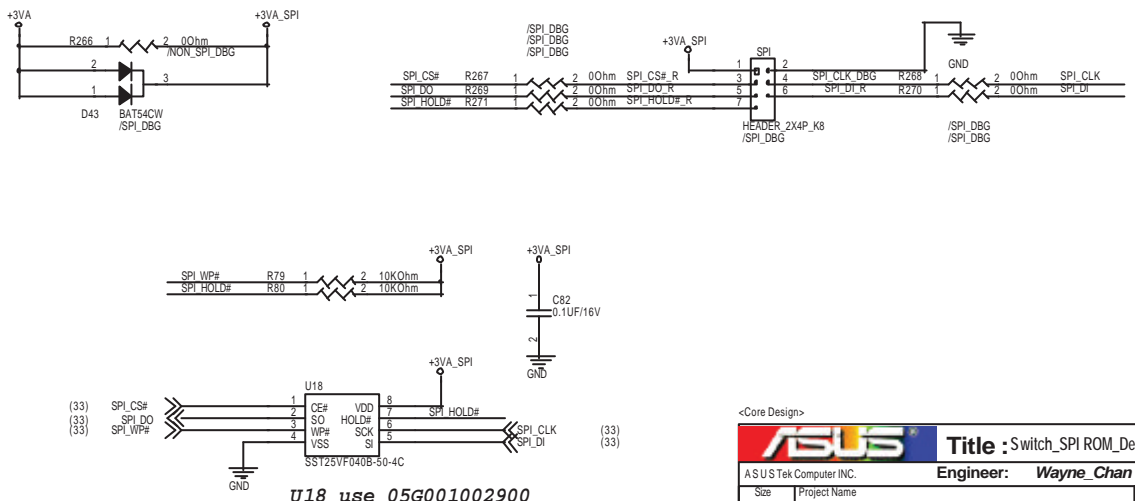 +3VA +3VA_SPI
R266 1 2 0Ohm
/NON_SPI_DBG
2
3
1
D43 BAT54CW
/SPI_DBG
/SPI_DBG
/SPI_DBG
/SPI_DBG
+3VA_SPI SPI
GND
1 2
SPI_CS# R267 1 2 0Ohm SPI_CS#_R 3 4 SPI_CLK_DBG R268 1 2 0Ohm SPI_CLK
SPI_DO R269 1 2 0Ohm SPI_DO_R 5 6 SPI_DI_R R270 1 2 0Ohm SPI_DI
SPI_HOLD# R271 1 2 0Ohm SPI_HOLD#_R 7
HEADER_2X4P_K8
/SPI_DBG
/SPI_DBG
/SPI_DBG
+3VA_SPI +3VA_SPI
SPI_WP# R79 1 2 10KOhm
SPI_HOLD# R80 1 2 10KOhm
1
C82
0.1UF/16V
2
GND
+3VA_SPI
U18
(33) SPI_CS# 1 CE# VDD 8
(33) SPI_DO 2 SO HOLD# 7 SPI_HOLD#
(33) SPI_WP# 3 WP# SCK 6 SPI_CLK (33)
4 VSS SI 5 SPI_DI (33)
SST25VF040B-50-4C
GND
U18 use 05G001002900
<Core Design>
ASUS Title : Switch_SPI ROM_De
ASUSTek Computer INC. Engineer: Wayne_Chan
Size Project Name